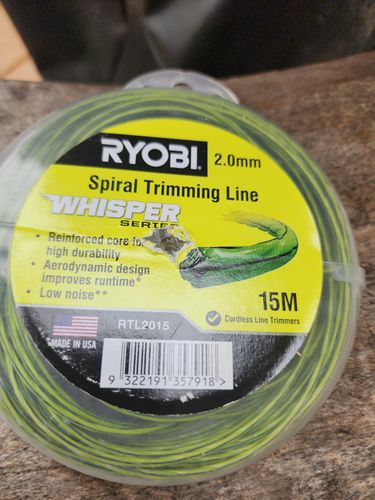 RYOBI 2.0mm
Spiral Trimming Line
WHISPER
SERIES
• Reinforced core for
high durability
• Aerodynamic design
improves runtime*
• Low noise**
15M
Cordless Line Trimmers
RTL2015
MADE IN USA
9 322191 357918 >